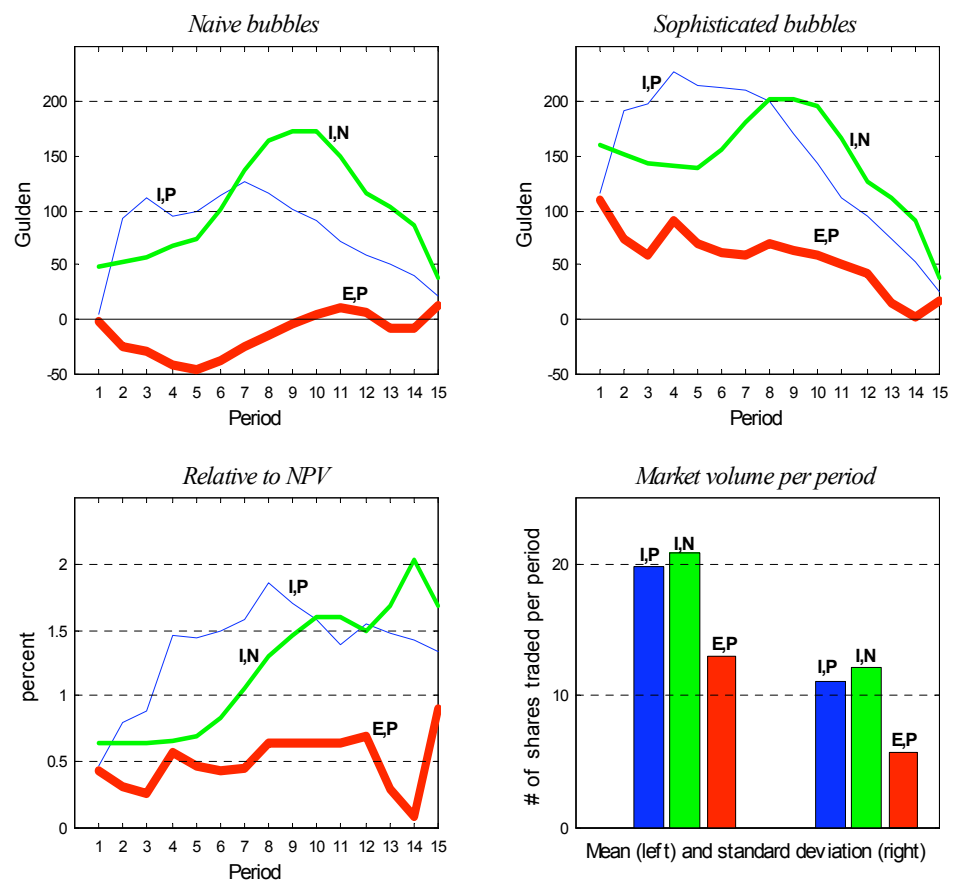 Naive bubbles
Gulden
200
150
100
50
0
-50
I,P
I,N
E,P
1 2 3 4 5 6 7 8 9 10 11 12 13 14 15
Period
Sophisticated bubbles
Gulden
200
150
100
50
0
-50
I,P
I,N
E,P
1 2 3 4 5 6 7 8 9 10 11 12 13 14 15
Period
Relative to NPV
percent
2
1.5
1
0.5
0
I,P
I,N
E,P
1 2 3 4 5 6 7 8 9 10 11 12 13 14 15
Period
Market volume per period
# of shares traded per period
20
10
0
I,P
I,N
E,P
I,P
I,N
E,P
Mean (left) and standard deviation (right)